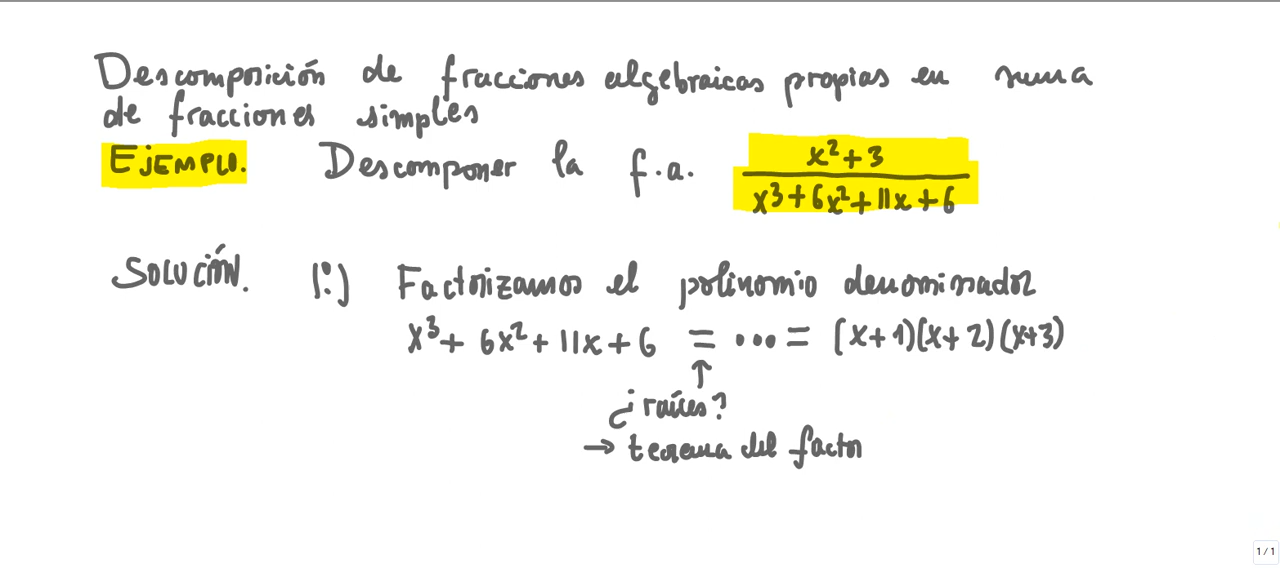 Descomposición de fracciones algebraicas propias en suma
de fracciones simples
EJEMPLO. Descomponer la f.a. x²+3 / x³+6x²+11x+6
SOLUCIÓN. 1º) Factorizamos el polinomio denominador
x³+ 6x²+ 11x + 6 = ... = (x+1)(x+2)(x+3)
↑
¿raíces?
→ teorema del factor
1 / 1